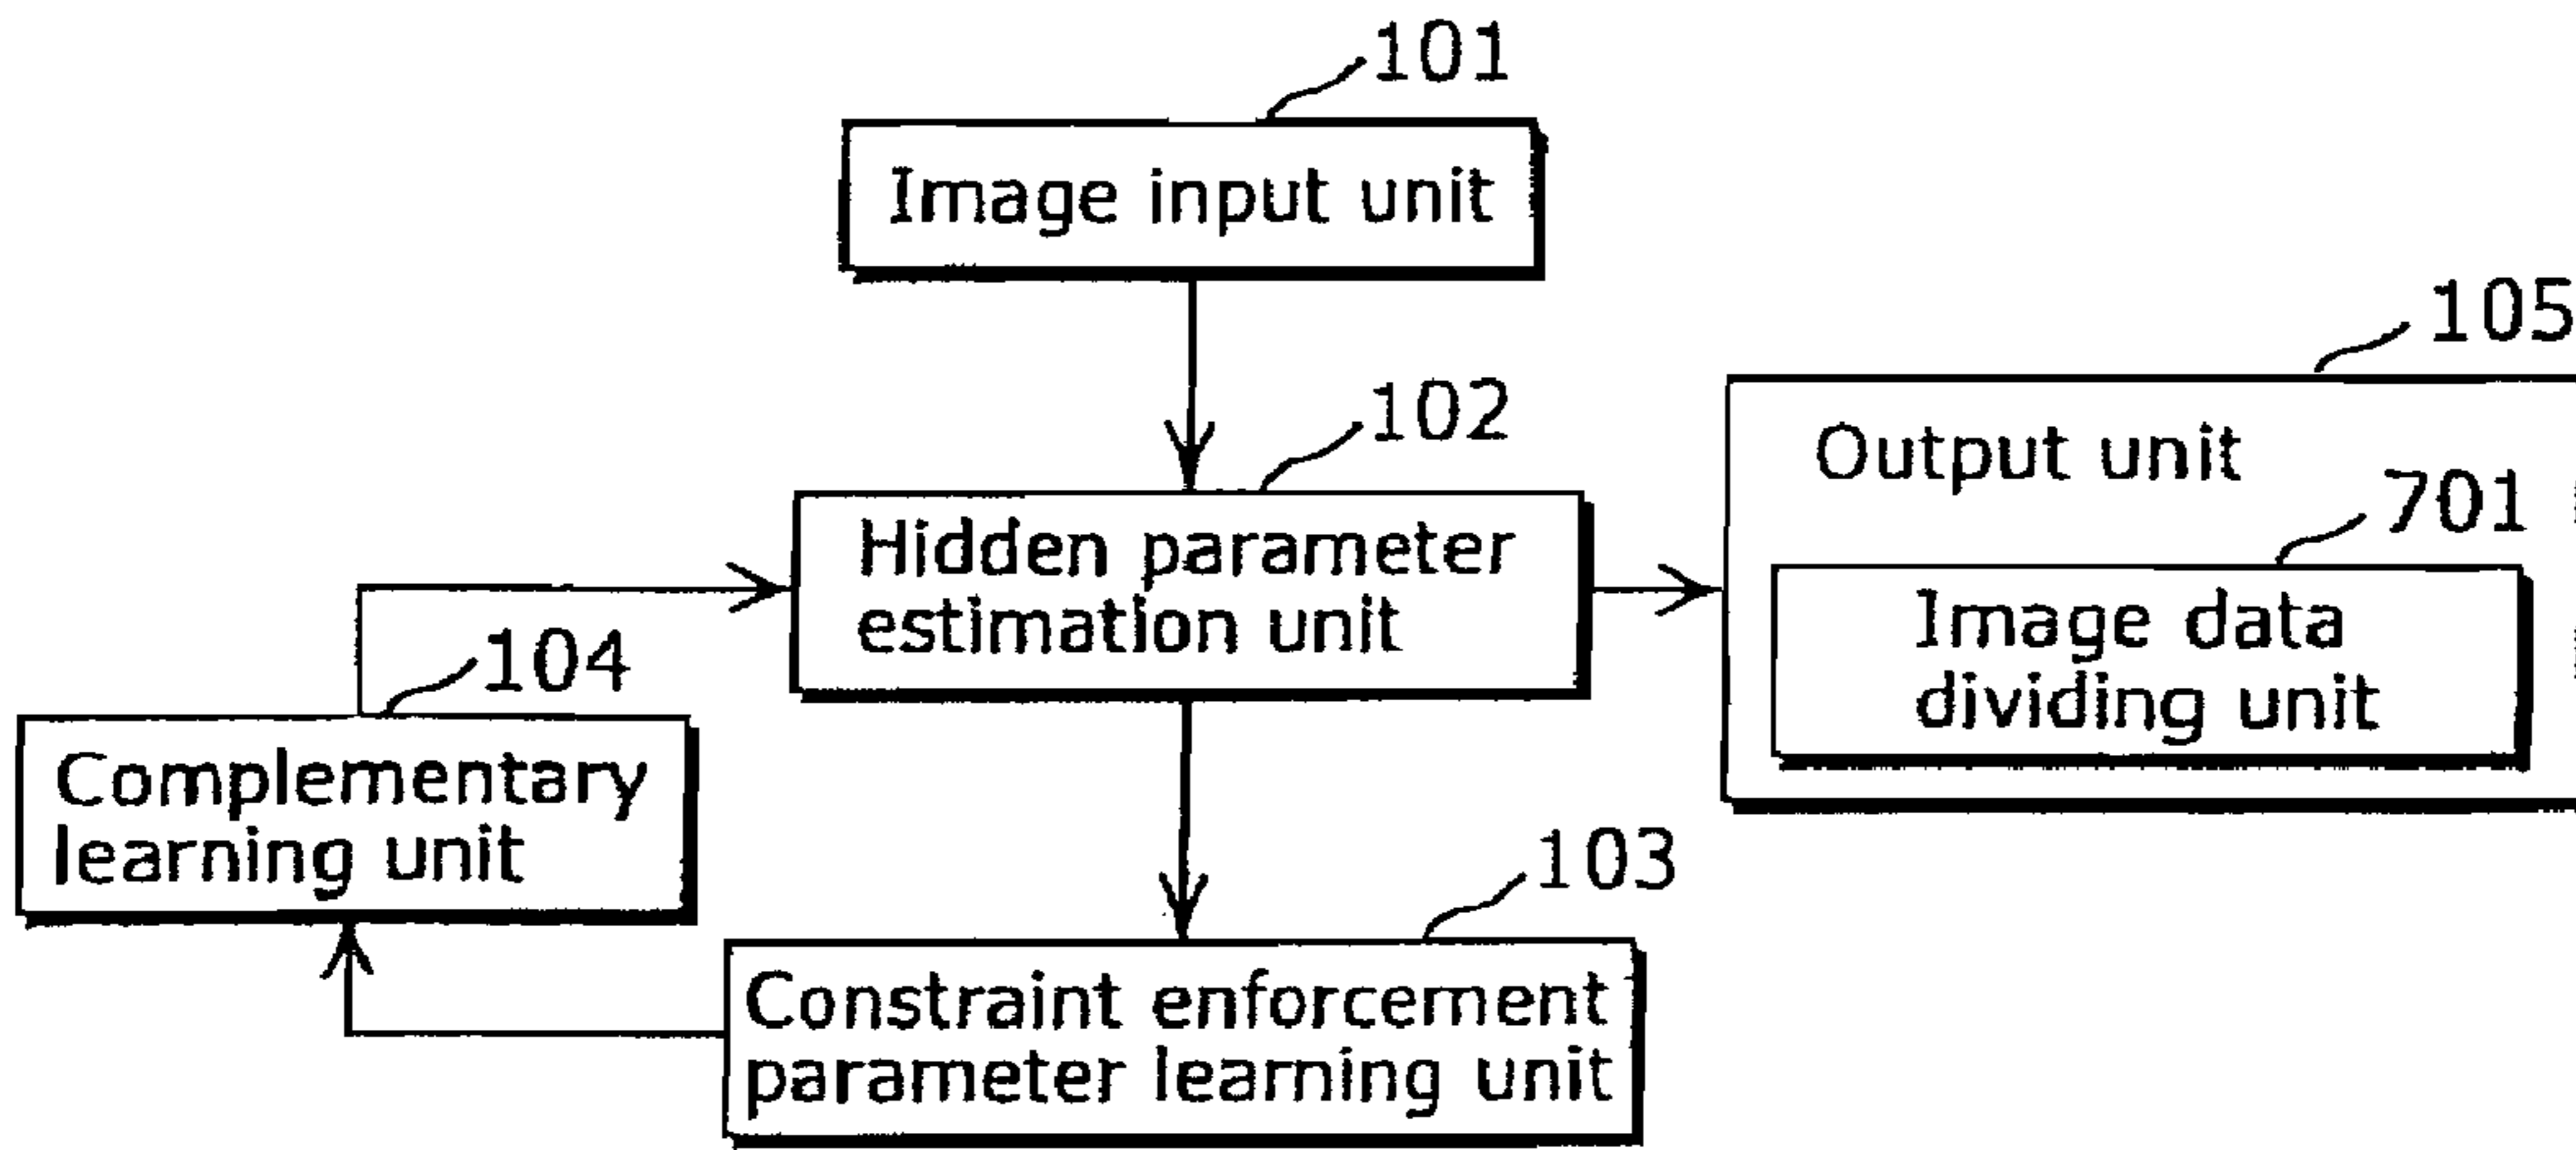 101
Image input unit
105
102
Output unit
701
Hidden parameter
estimation unit
Image data
dividing unit
104
Complementary
learning unit
103
Constraint enforcement
parameter learning unit